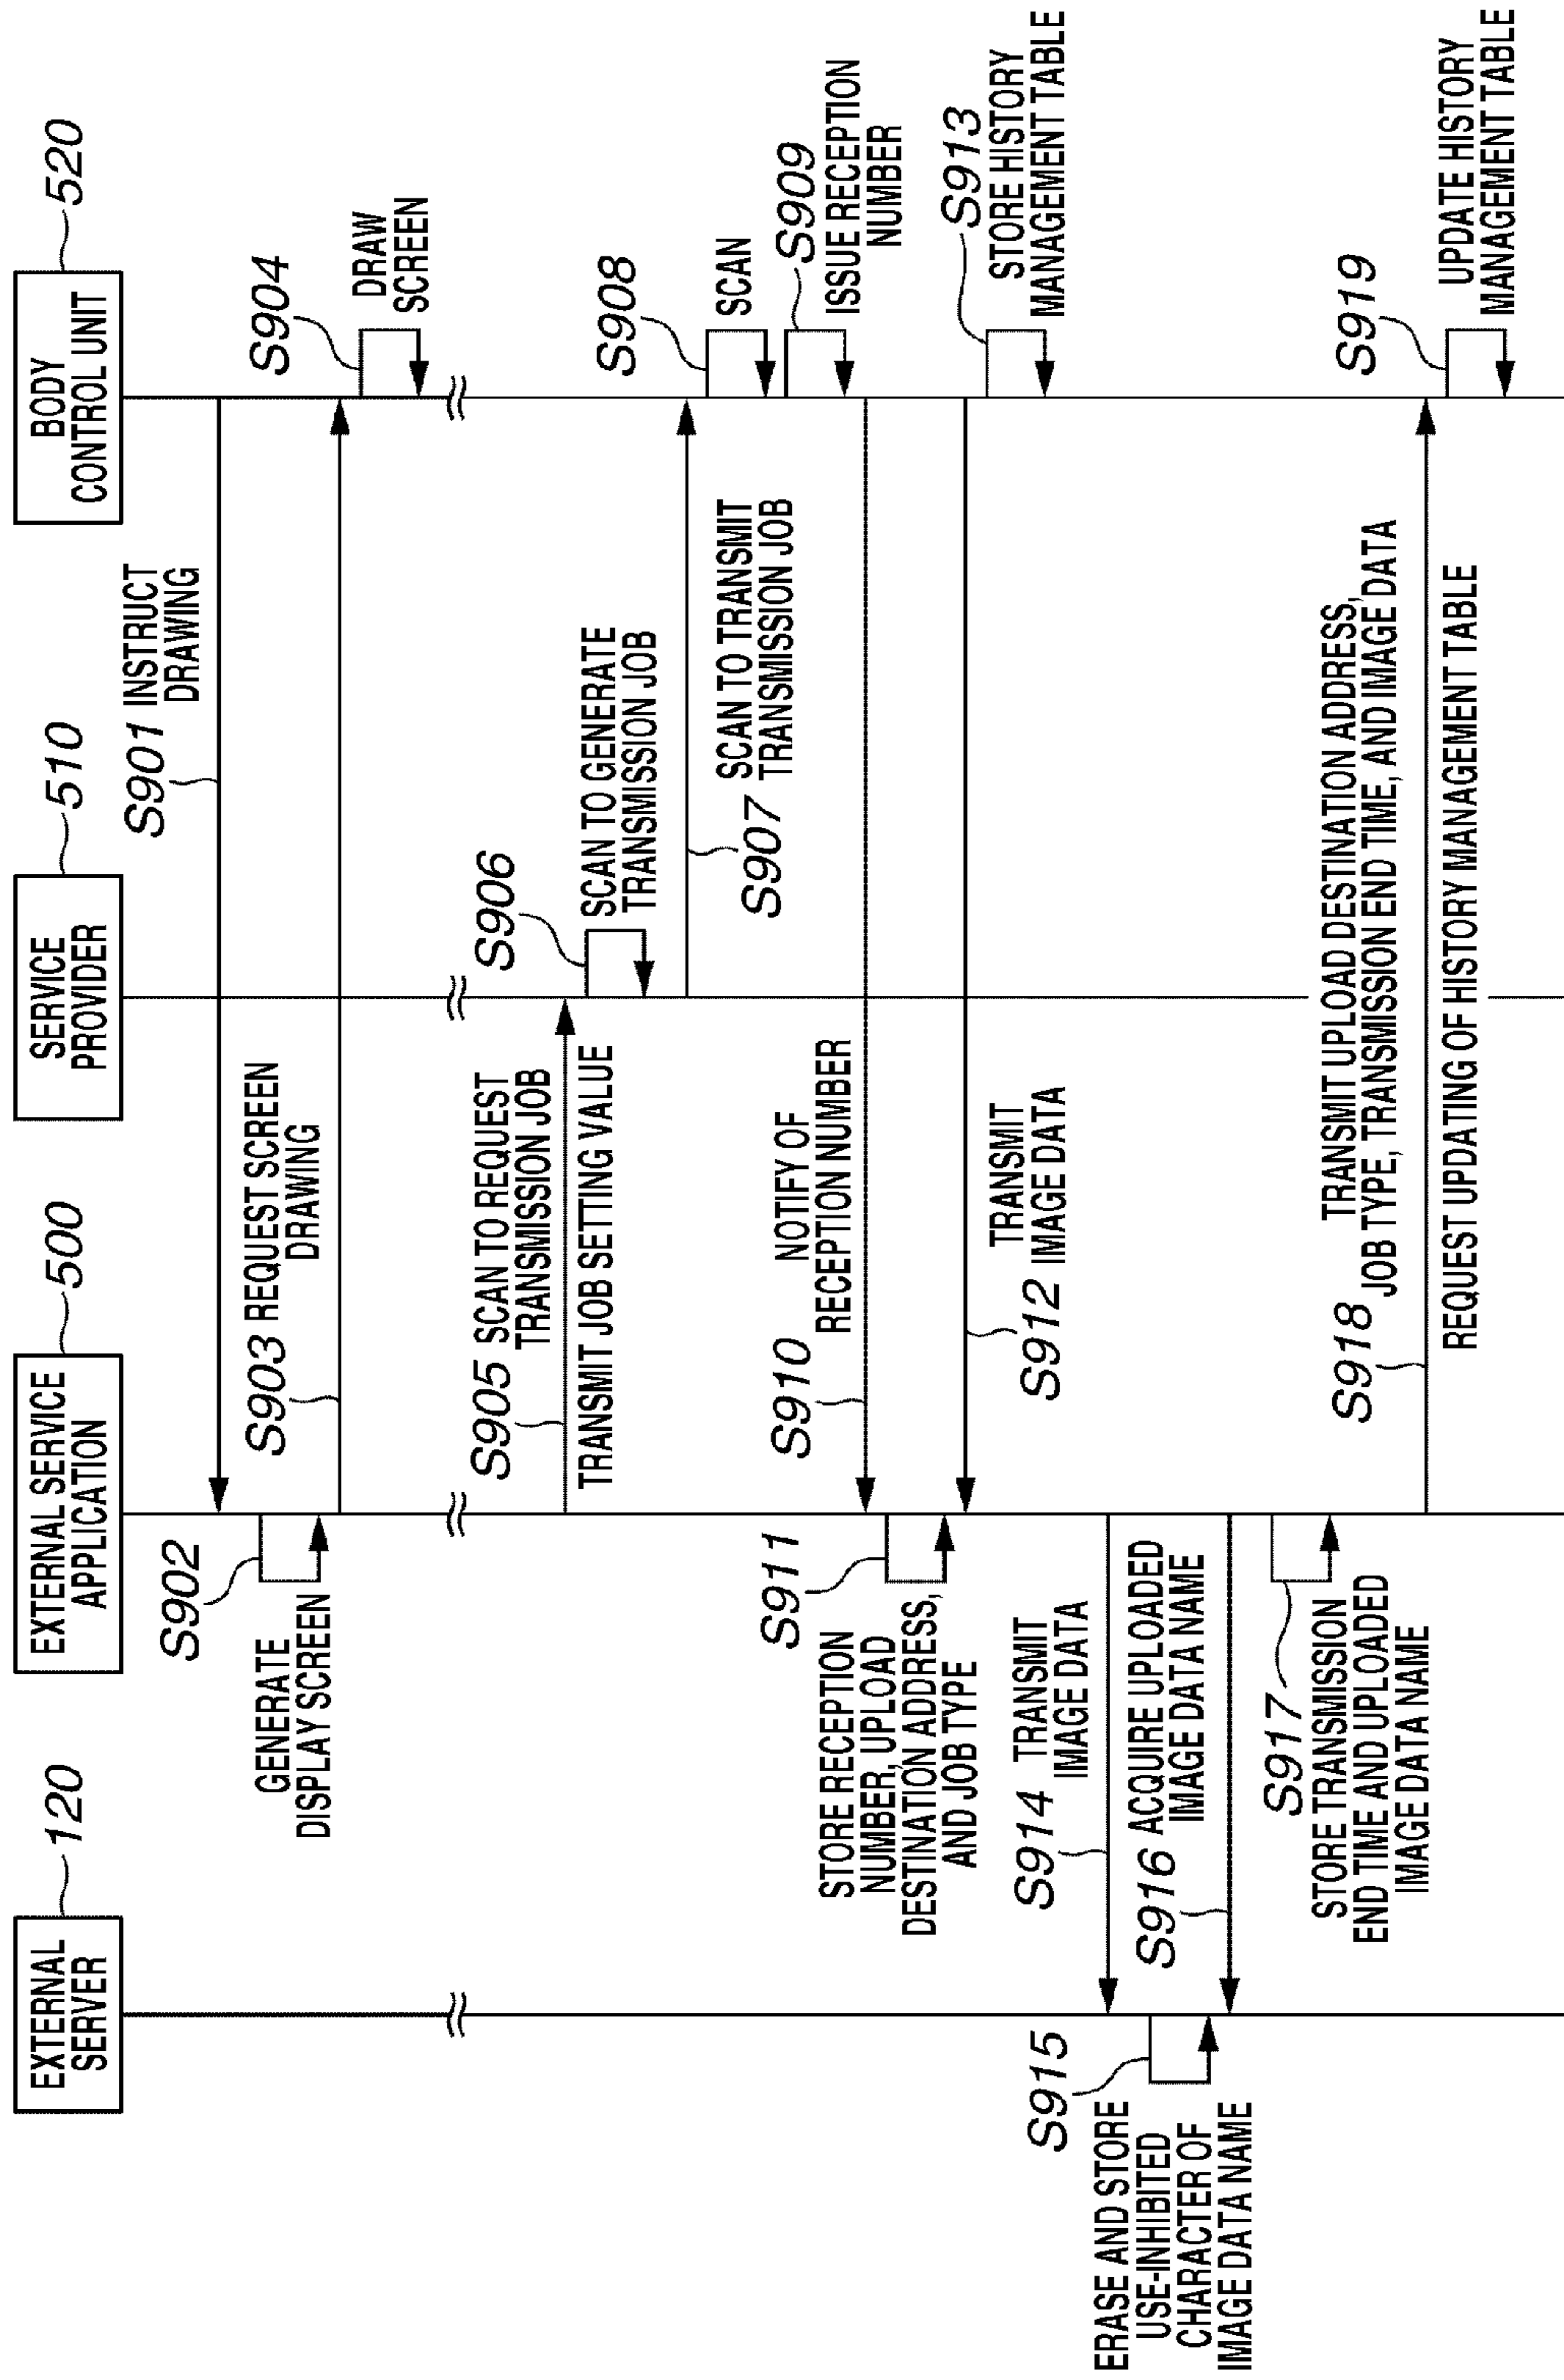 EXTERNAL
SERVER
120
EXTERNAL SERVICE
APPLICATION
500
SERVICE
PROVIDER
510
BODY
CONTROL UNIT
520
S901 INSTRUCT
DRAWING
S902
GENERATE
DISPLAY SCREEN
S903 REQUEST SCREEN
DRAWING
S904
DRAW
SCREEN
S905 SCAN TO REQUEST
TRANSMISSION JOB
TRANSMIT JOB SETTING VALUE
S906
SCAN TO GENERATE
TRANSMISSION JOB
S907 SCAN TO TRANSMIT
TRANSMISSION JOB
S908
SCAN
S909
ISSUE RECEPTION
NUMBER
S910
NOTIFY OF
RECEPTION NUMBER
S911
STORE RECEPTION
NUMBER, UPLOAD
DESTINATION ADDRESS,
AND JOB TYPE
S912
TRANSMIT
IMAGE DATA
S913
STORE HISTORY
MANAGEMENT TABLE
S914 TRANSMIT
IMAGE DATA
S915
ERASE AND STORE
USE-INHIBITED
CHARACTER OF
IMAGE DATA NAME
S916 ACQUIRE UPLOADED
IMAGE DATA NAME
S917
STORE TRANSMISSION
END TIME AND UPLOADED
IMAGE DATA NAME
S918
TRANSMIT UPLOAD DESTINATION ADDRESS,
JOB TYPE, TRANSMISSION END TIME, AND IMAGE DATA
REQUEST UPDATING OF HISTORY MANAGEMENT TABLE
S919
UPDATE HISTORY
MANAGEMENT TABLE